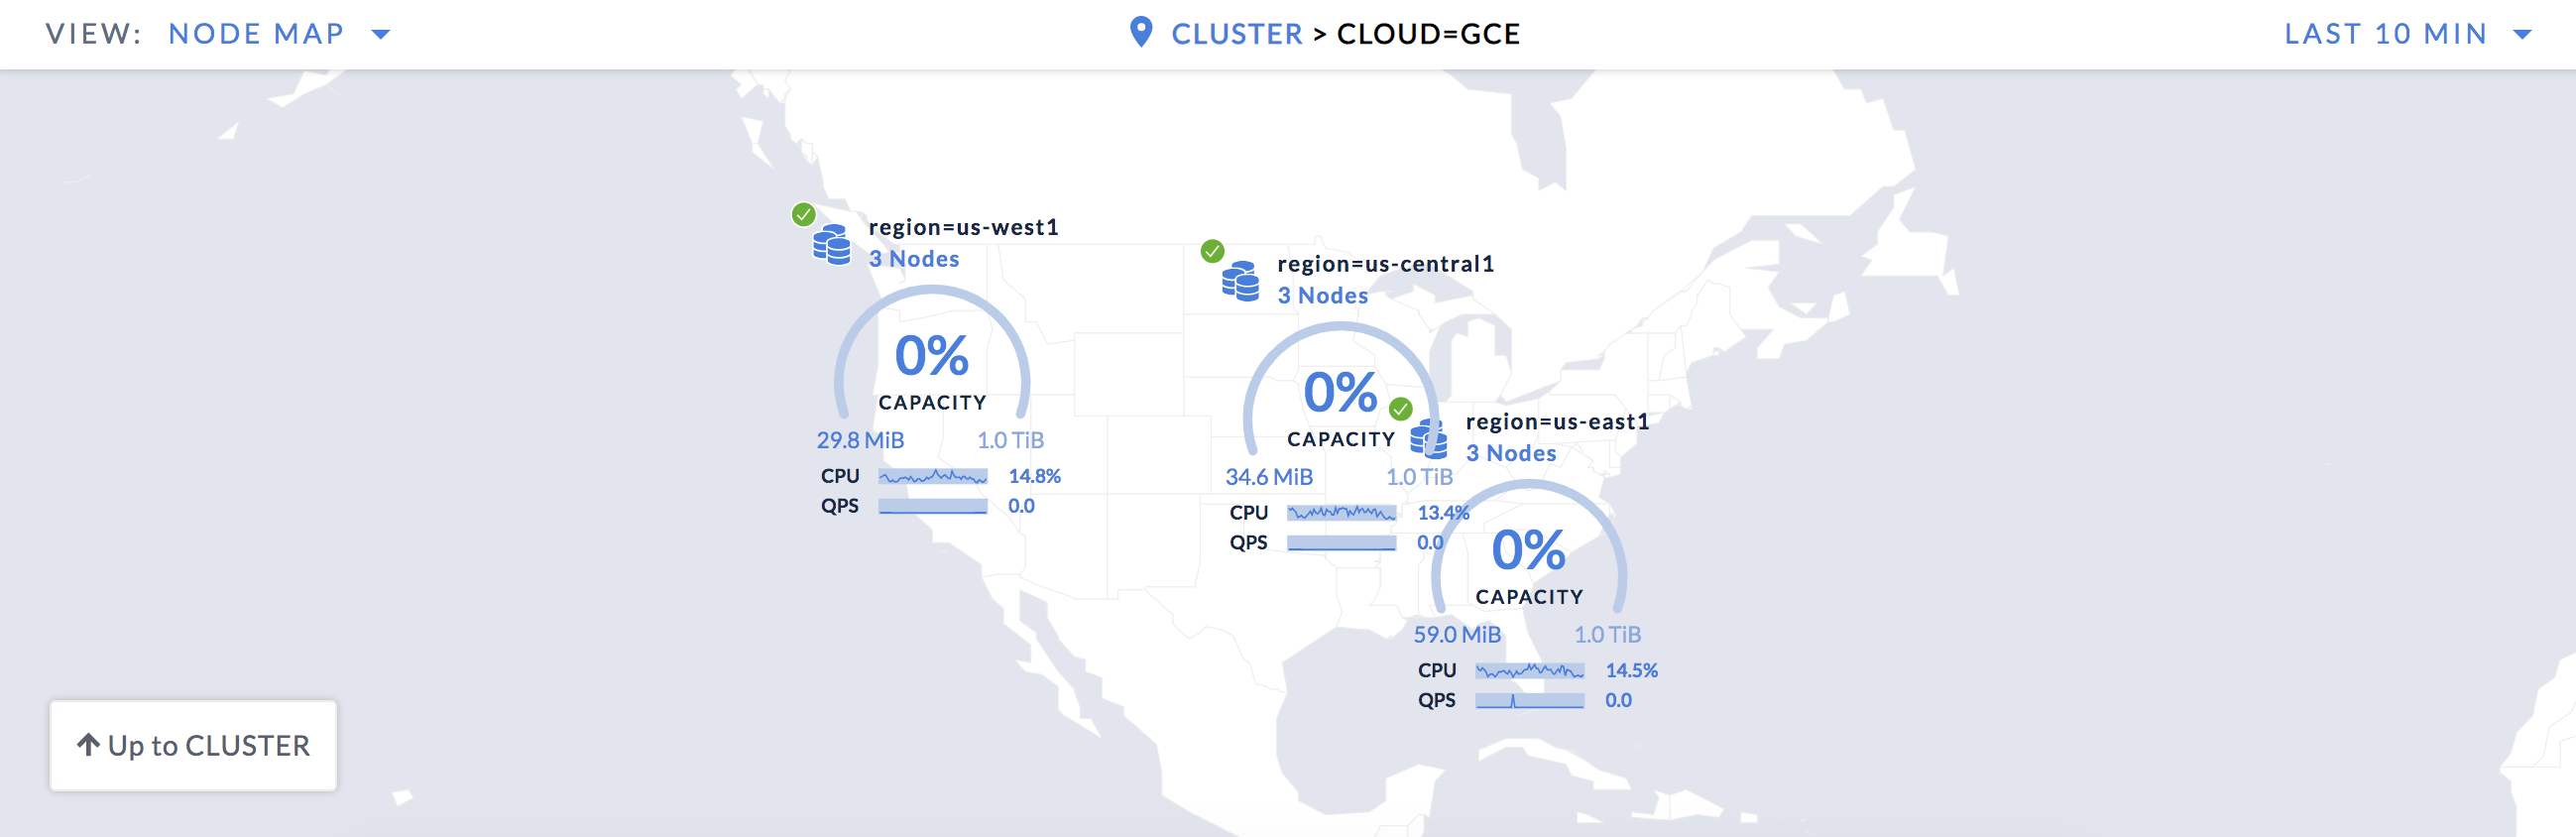 VIEW: NODE MAP
CLUSTER > CLOUD=GCE
LAST 10 MIN
region=us-west1
3 Nodes
0%
CAPACITY
29.8 MiB 1.0 TiB
CPU 14.8%
QPS 0.0
region=us-central1
3 Nodes
0%
CAPACITY
34.6 MiB 1.0 TiB
CPU 13.4%
QPS 0.0
region=us-east1
3 Nodes
0%
CAPACITY
59.0 MiB 1.0 TiB
CPU 14.5%
QPS 0.0
Up to CLUSTER